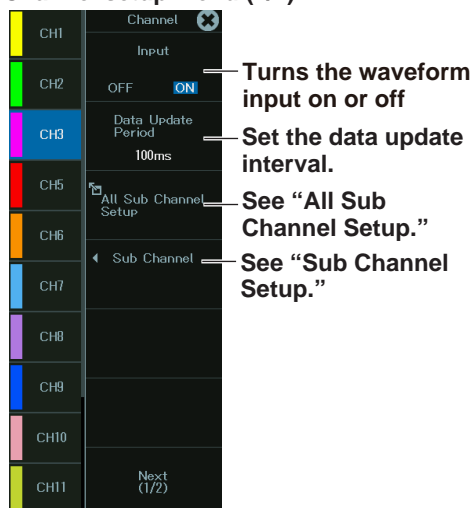 CH1
CH2
CH3
CH5
CH6
CH7
CH8
CH9
CH10
CH11
Channel
Input
OFF ON
Data Update
Period
100ms
All Sub Channel
Setup
Sub Channel
Next
(1/2)
Turns the waveform
input on or off
Set the data update
interval.
See “All Sub
Channel Setup.”
See “Sub Channel
Setup.”